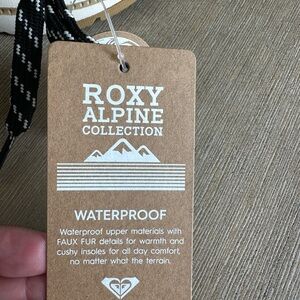 ROXY
ALPINE
COLLECTION
WATERPROOF
Waterproof upper materials with
FAUX FUR details for warmth and
cushy insoles for all day comfort,
no matter what the terrain.